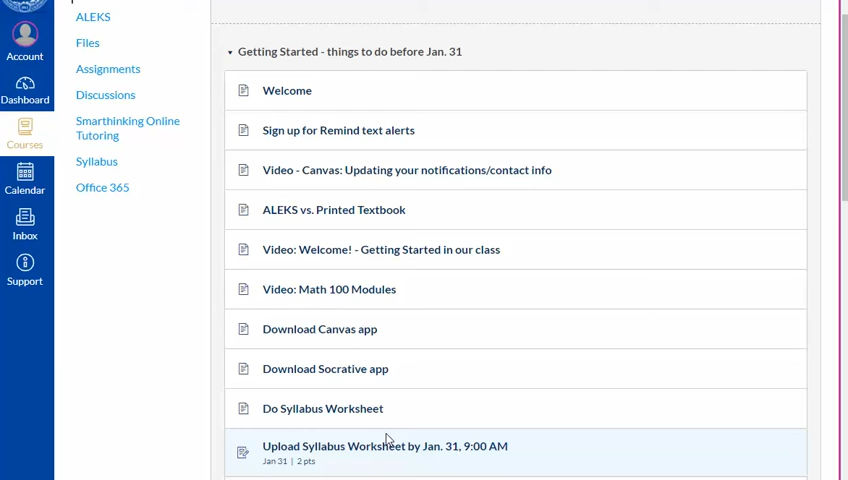 Account
Dashboard
Courses
Calendar
Inbox
Support
ALEKS
Files
Assignments
Discussions
Smarthinking Online
Tutoring
Syllabus
Office 365
Getting Started - things to do before Jan. 31
Welcome
Sign up for Remind text alerts
Video - Canvas: Updating your notifications/contact info
ALEKS vs. Printed Textbook
Video: Welcome! - Getting Started in our class
Video: Math 100 Modules
Download Canvas app
Download Socrative app
Do Syllabus Worksheet
Upload Syllabus Worksheet by Jan. 31, 9:00 AM
Jan 31 | 2 pts